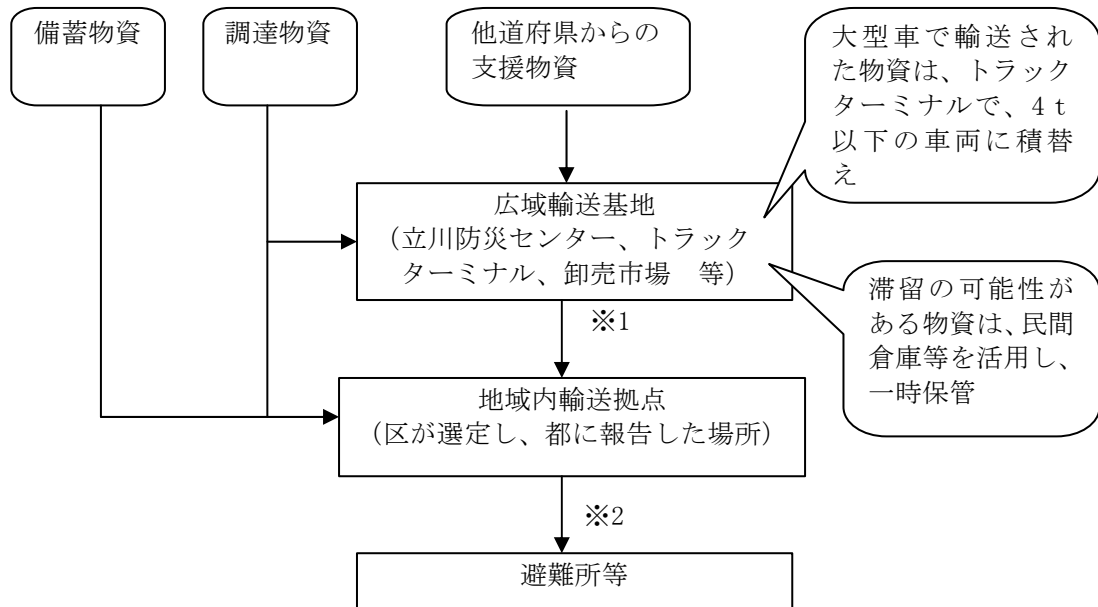 備蓄物資
調達物資
他道府県からの
支援物資
大型車で輸送され
た物資は、トラック
ターミナルで、4ｔ
以下の車両に積替
え
広域輸送基地
（立川防災センター、トラック
ターミナル、卸売市場　等）
滞留の可能性が
ある物資は、民間
倉庫等を活用し、
一時保管
※1
地域内輸送拠点
（区が選定し、都に報告した場所）
※2
避難所等